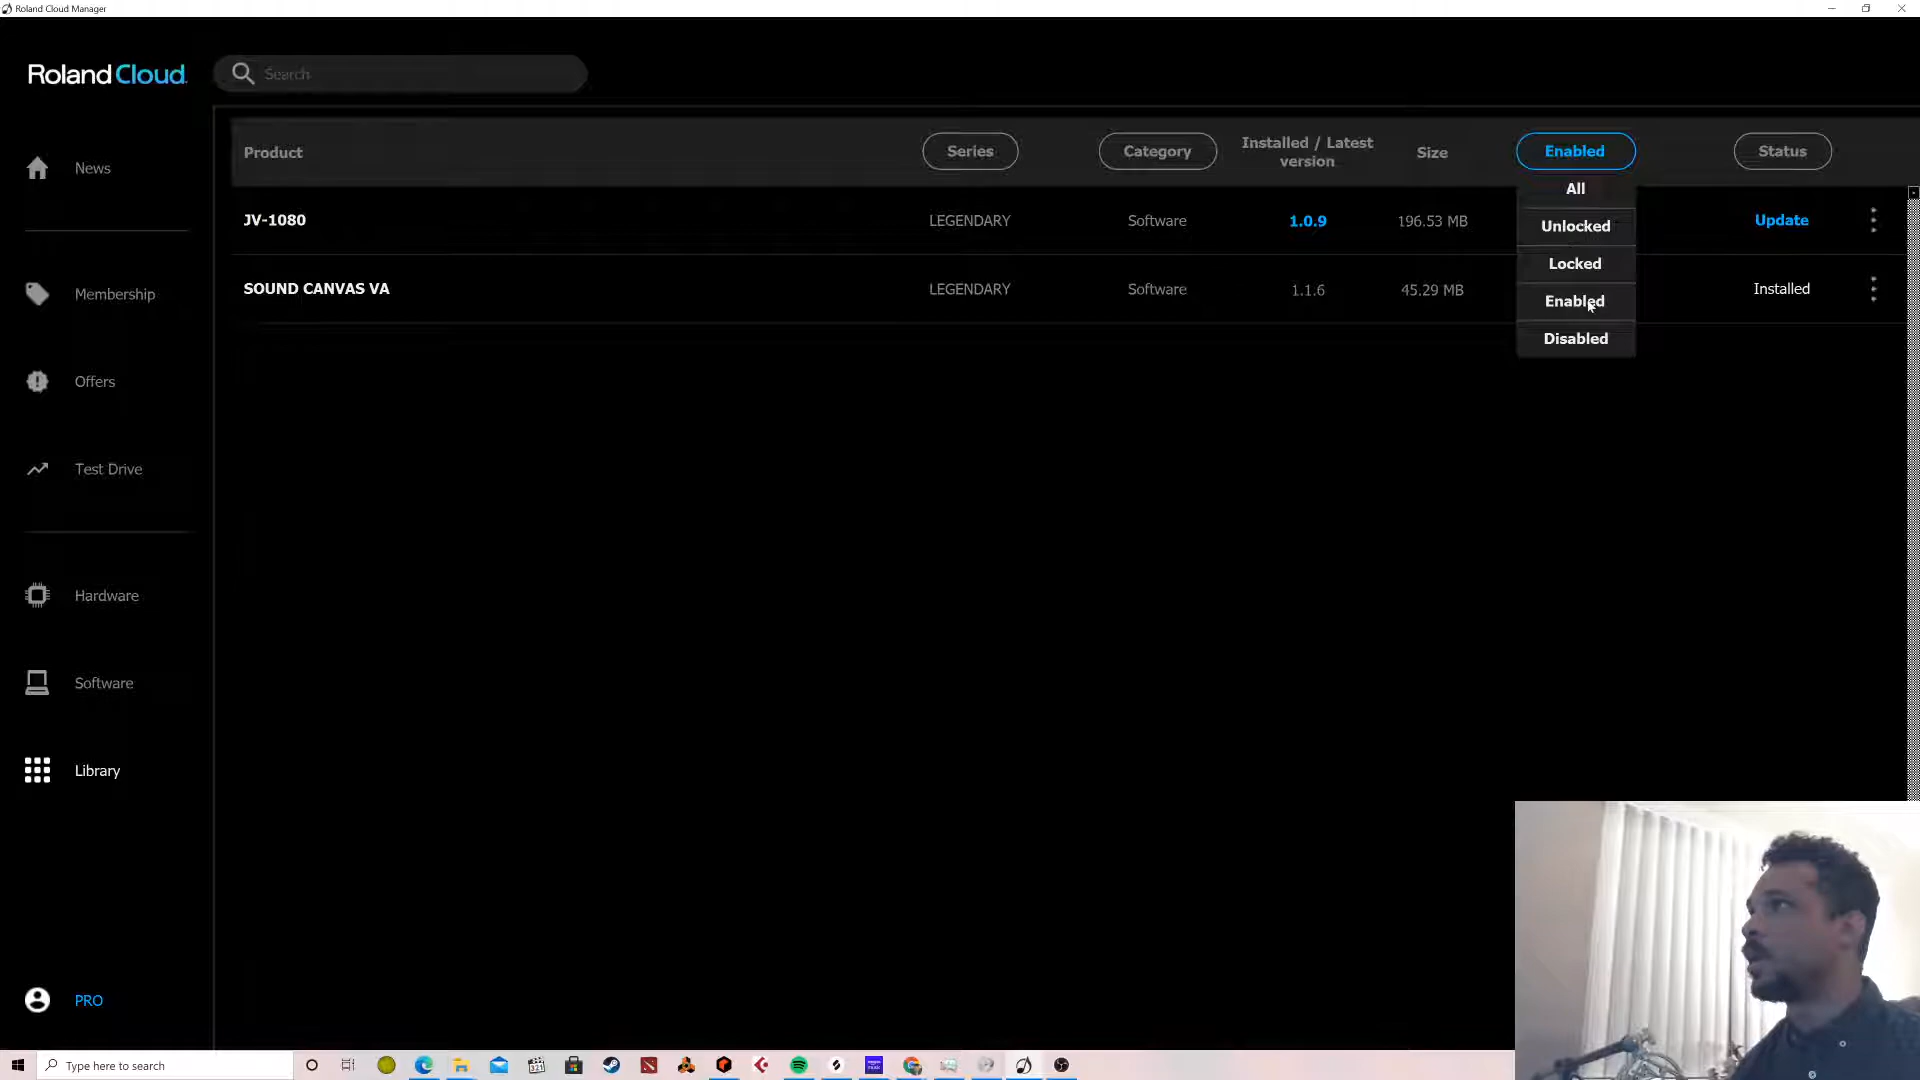 Roland Cloud Manager
Roland Cloud
Search
News
Membership
Offers
Test Drive
Hardware
Software
Library
PRO
Product
Series
Category
Installed / Latest
version
Size
Enabled
Status
All
Unlocked
Locked
Enabled
Disabled
JV-1080
LEGENDARY
Software
1.0.9
196.53 MB
Update
SOUND CANVAS VA
LEGENDARY
Software
1.1.6
45.29 MB
Installed
Type here to search